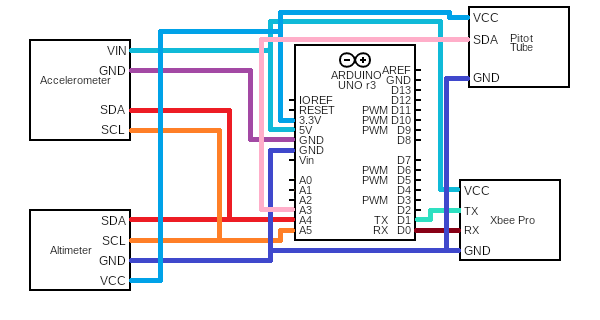 Accelerometer
VIN
GND
SDA
SCL
Altimeter
SDA
SCL
GND
VCC
ARDUINO
UNO r3
IOREF
RESET
3.3V
5V
GND
GND
Vin
A0
A1
A2
A3
A4
A5
AREF
GND
D13
D12
PWM D11
PWM D10
PWM D9
D8
D7
PWM D6
PWM D5
D4
PWM D3
D2
TX D1
RX D0
VCC
SDA
GND
Pitot
Tube
VCC
TX
RX
GND
Xbee Pro